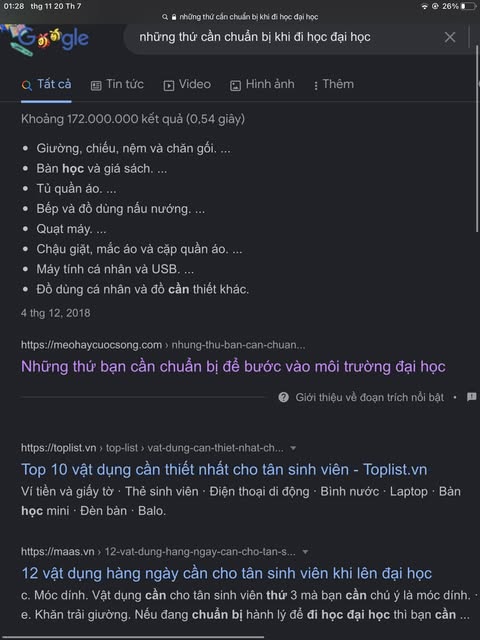 01:28 thg 11 20 Th 7
26%
những thứ cần chuẩn bị khi đi học đại học
Google
những thứ cần chuẩn bị khi đi học đại học
Tất cả
Tin tức
Video
Hình ảnh
Thêm
Khoảng 172.000.000 kết quả (0,54 giây)
• Giường, chiếu, nệm và chăn gối. ...
• Bàn học và giá sách. ...
• Tủ quần áo. ...
• Bếp và đồ dùng nấu nướng. ...
• Quạt máy. ...
• Chậu giặt, mắc áo và cặp quần áo. ...
• Máy tính cá nhân và USB. ...
• Đồ dùng cá nhân và đồ cần thiết khác.
4 thg 12, 2018
https://meohaycuocsong.com › nhung-thu-ban-can-chuan...
Những thứ bạn cần chuẩn bị để bước vào môi trường đại học
Giới thiệu về đoạn trích nổi bật •
https://toplist.vn › top-list › vat-dung-can-thiet-nhat-ch...
Top 10 vật dụng cần thiết nhất cho tân sinh viên - Toplist.vn
Ví tiền và giấy tờ · Thẻ sinh viên · Điện thoại di động · Bình nước · Laptop · Bàn
học mini · Đèn bàn · Balo.
https://maas.vn › 12-vat-dung-hang-ngay-can-cho-tan-s...
12 vật dụng hàng ngày cần cho tân sinh viên khi lên đại học
c. Móc dính. Vật dụng cần cho tân sinh viên thứ 3 mà bạn cần chú ý là móc dính. ·
e. Khăn trải giường. Nếu đang chuẩn bị hành lý để đi học đại học thì bạn cần ...